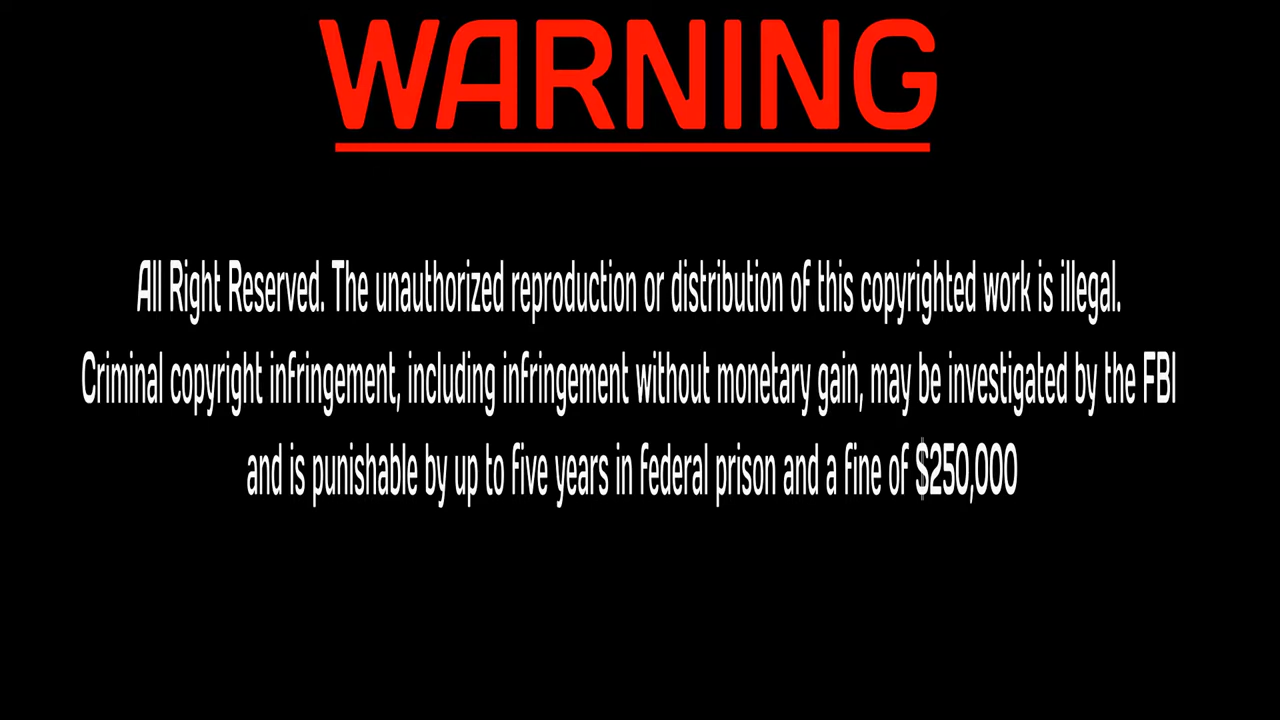 WARNING
All Right Reserved. The unauthorized reproduction or distribution of this copyrighted work is illegal.
Criminal copyright infringement, including infringement without monetary gain, may be investigated by the FBI
and is punishable by up to five years in federal prison and a fine of $250,000